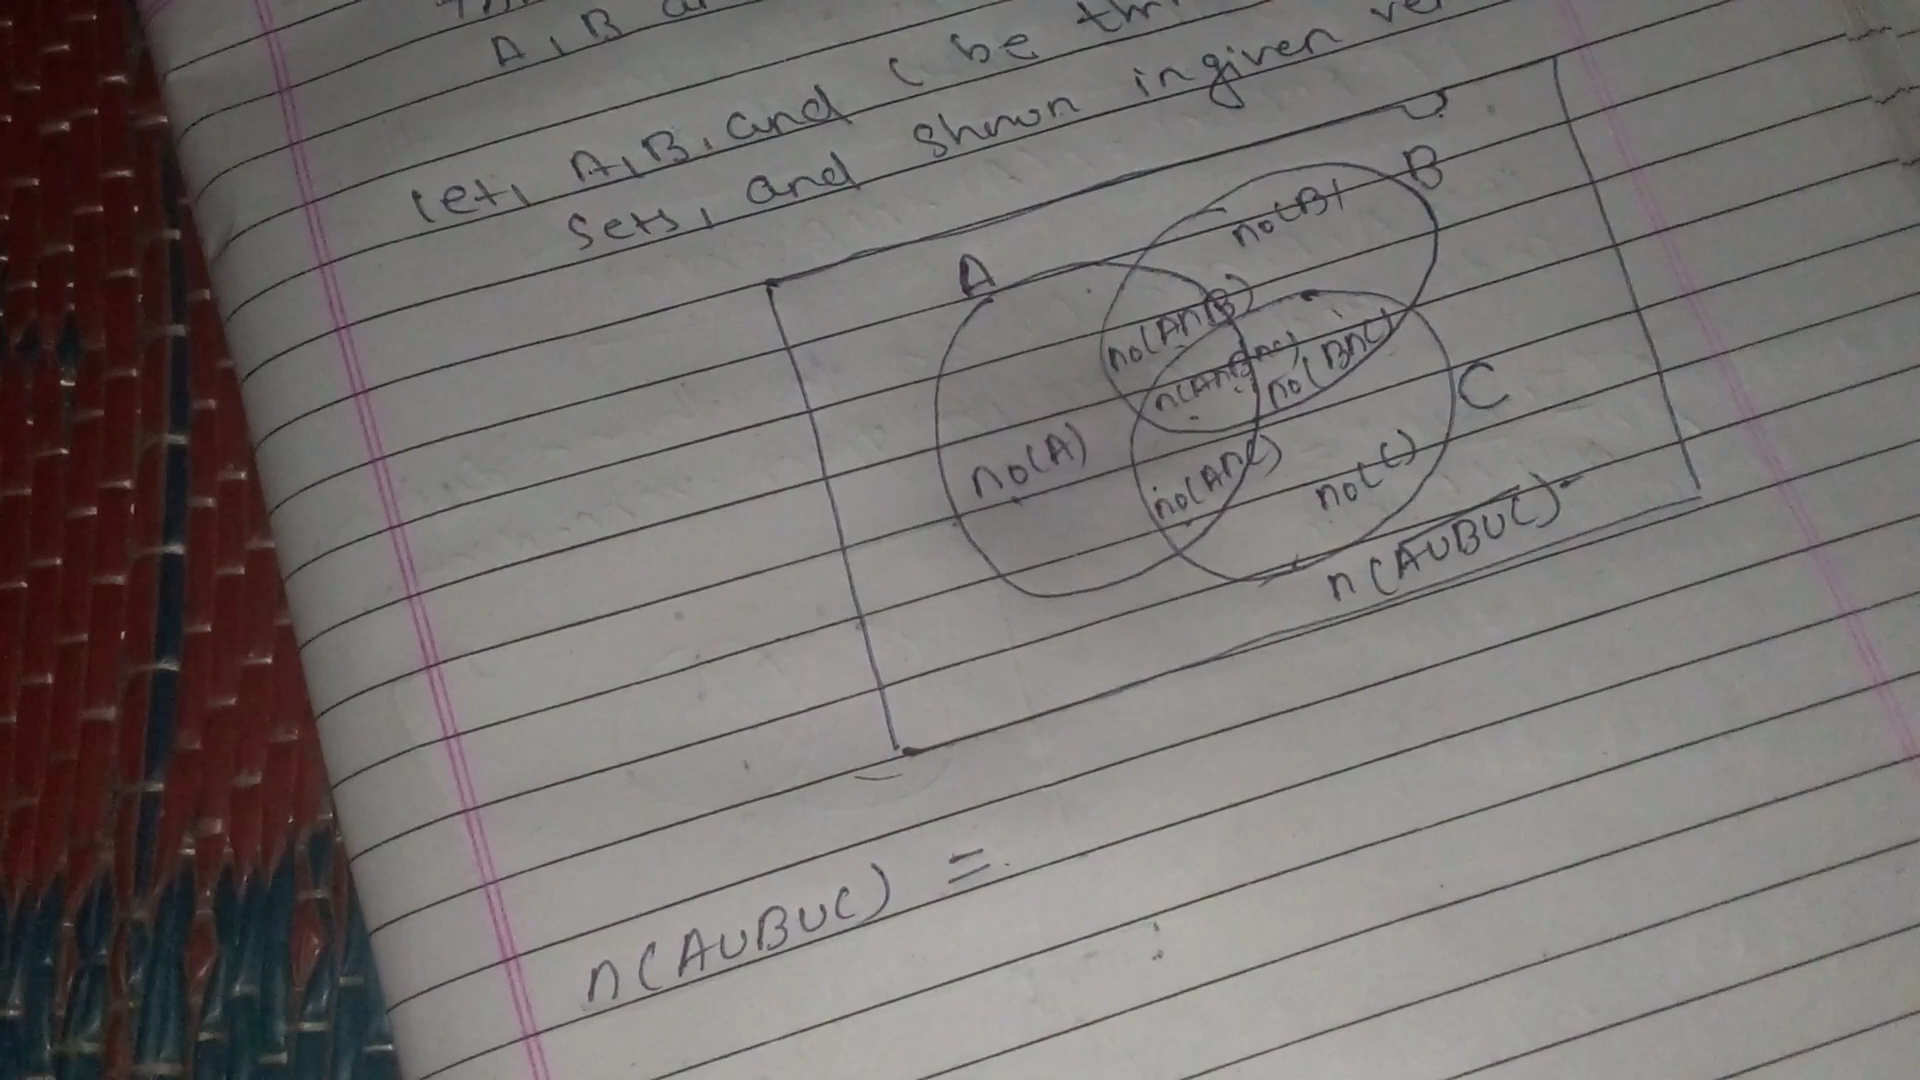 A, B
let, A, B, and C be
sets, and shown in given
U
B
no(B)
A
no(A∩B)
n(A∩B∩C)
no(B∩C)
C
no(A)
no(A∩C)
no(C)
n(A∪B∪C)
n(A∪B∪C) =